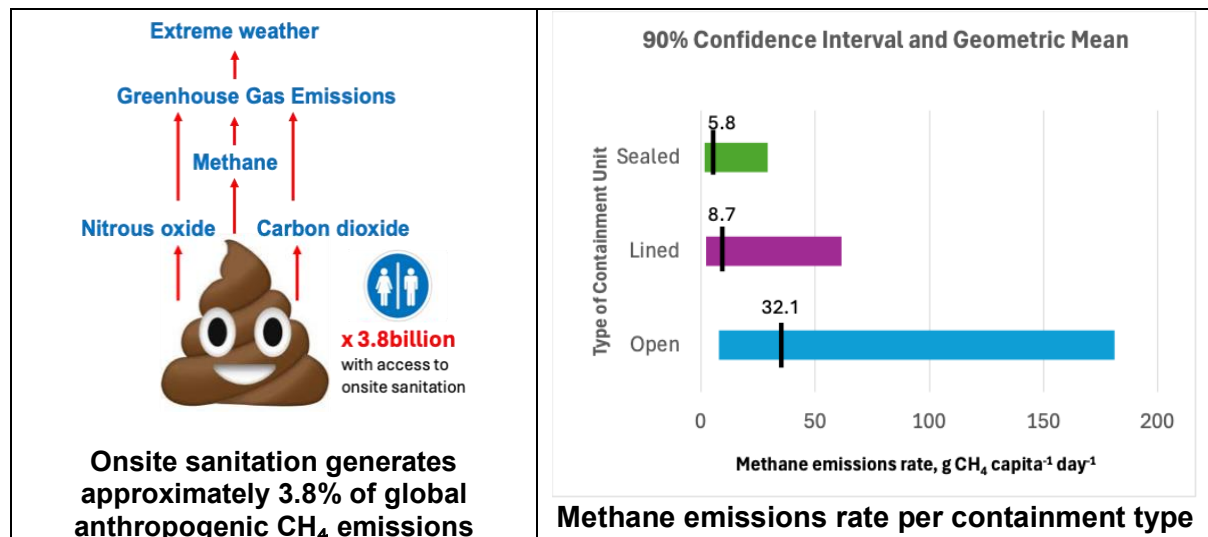 Extreme weather
Greenhouse Gas Emissions
Methane
Nitrous oxide
Carbon dioxide
x 3.8billion
with access to
onsite sanitation
Onsite sanitation generates
approximately 3.8% of global
anthropogenic CH₄ emissions
90% Confidence Interval and Geometric Mean
Type of Containment Unit
5.8
Sealed
8.7
Lined
32.1
Open
0 50 100 150 200
Methane emissions rate, g CH₄ capita⁻¹ day⁻¹
Methane emissions rate per containment type